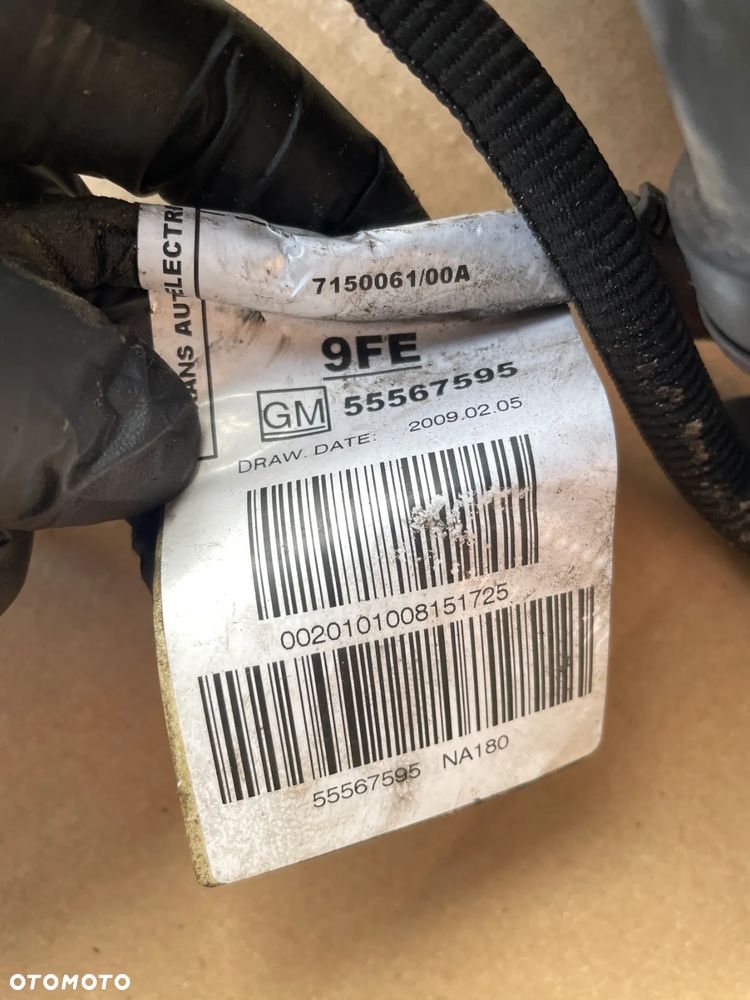 7150061/00A
9FE
GM 55567595
DRAW. DATE: 2009.02.05
0020101008151725
55567595 NA180
OTOMOTO